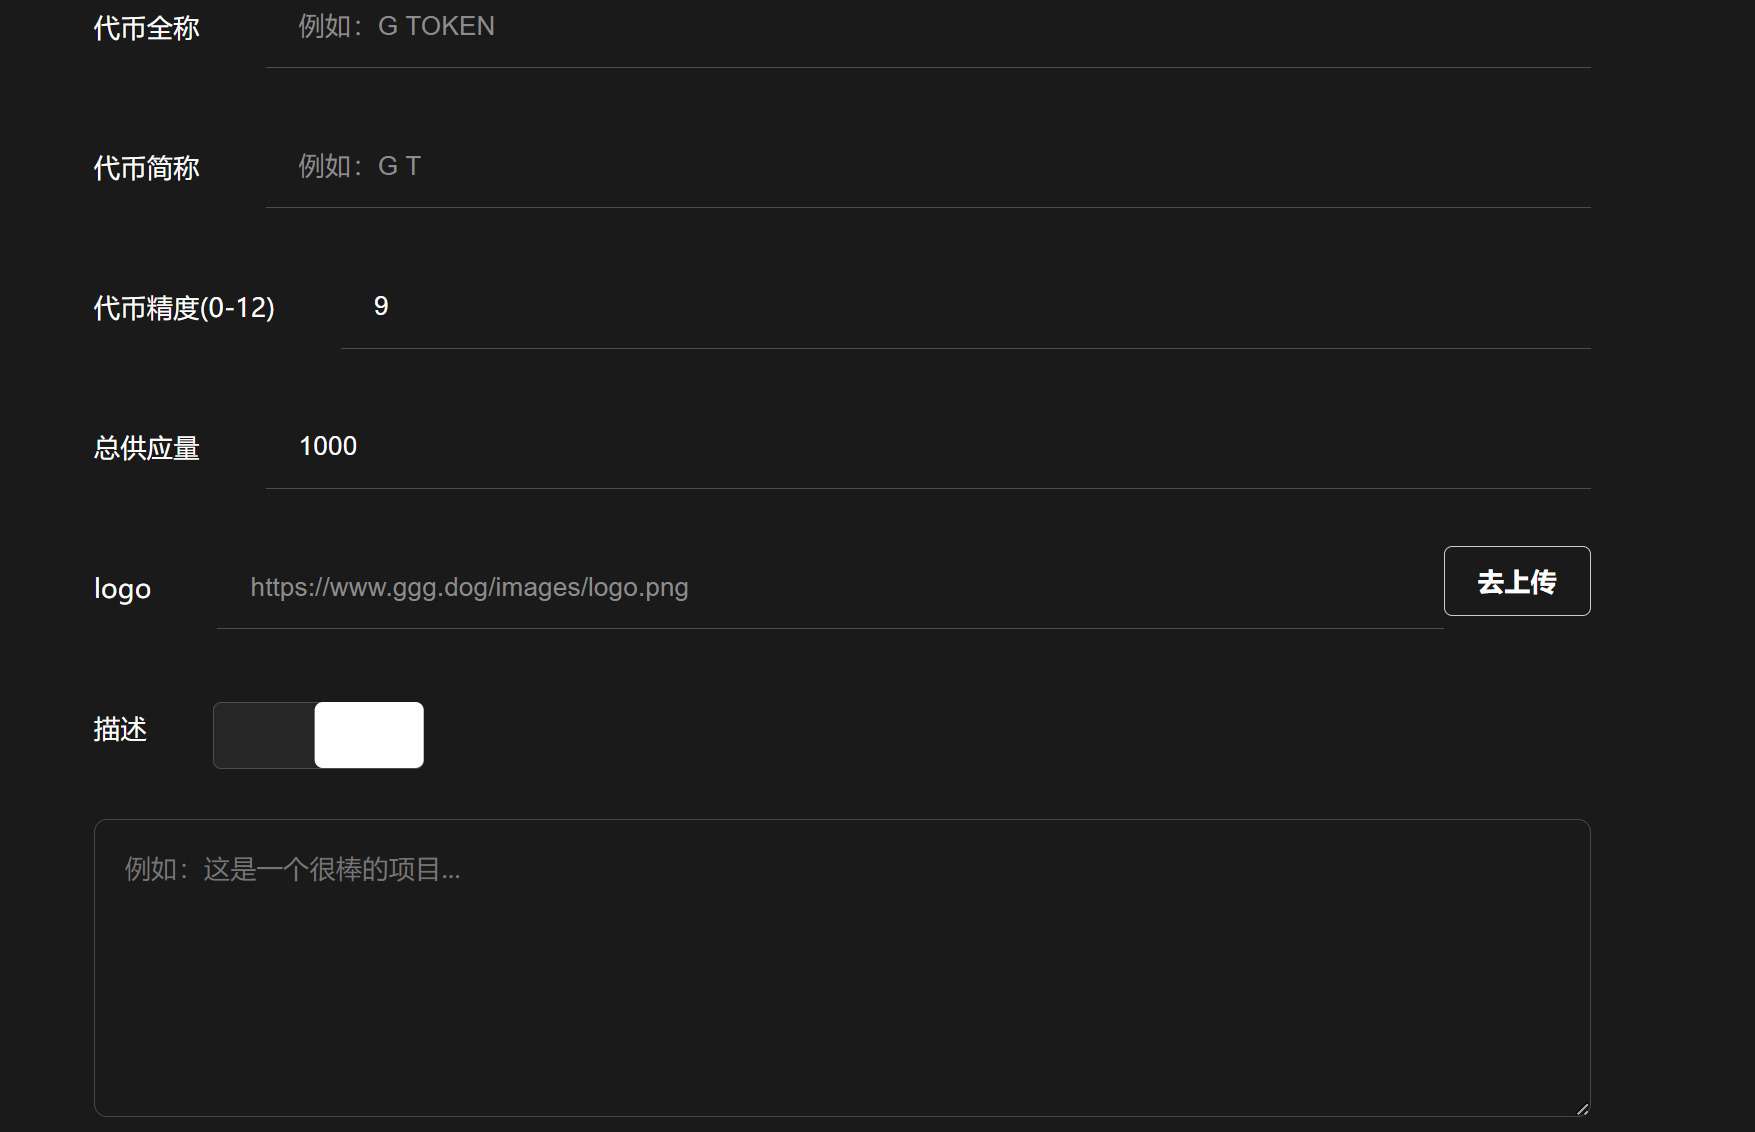 代币全称 例如：G TOKEN
代币简称 例如：G T
代币精度(0-12) 9
总供应量 1000
logo https://www.ggg.dog/images/logo.png 去上传
描述
例如：这是一个很棒的项目...